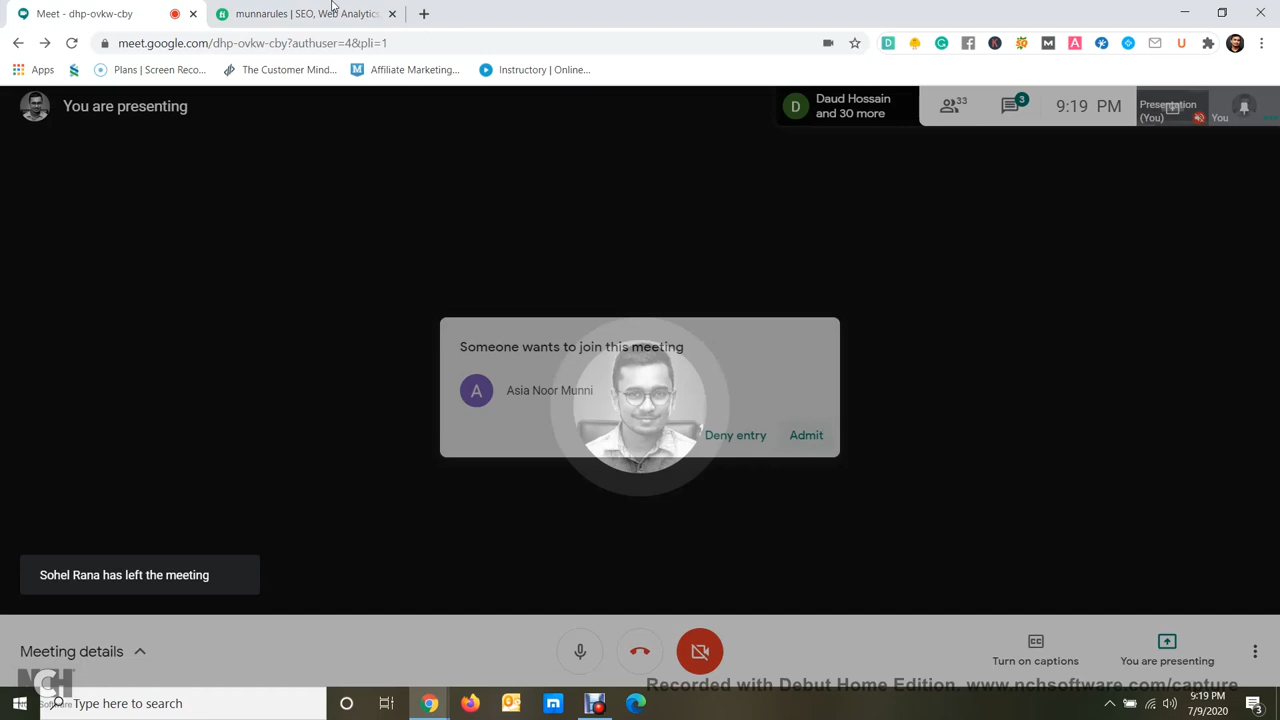 Meet - dhp-ovkw-cby
munnarules | SEO, Web Analytics,
meet.google.com/dhp-ovkw-cby?authuser=4&pli=1
Apps
Plans | Screen Reco...
The Customer Mind...
Affiliate Marketing...
Instructory | Online...
You are presenting
D
Daud Hossain
and 30 more
33
3
9:19 PM
Presentation
(You)
You
Someone wants to join this meeting
A
Asia Noor Munni
Deny entry
Admit
Sohel Rana has left the meeting
Meeting details
Turn on captions
You are presenting
NCH
Software
Recorded with Debut Home Edition. www.nchsoftware.com/capture
Type here to search
9:19 PM
7/9/2020
3